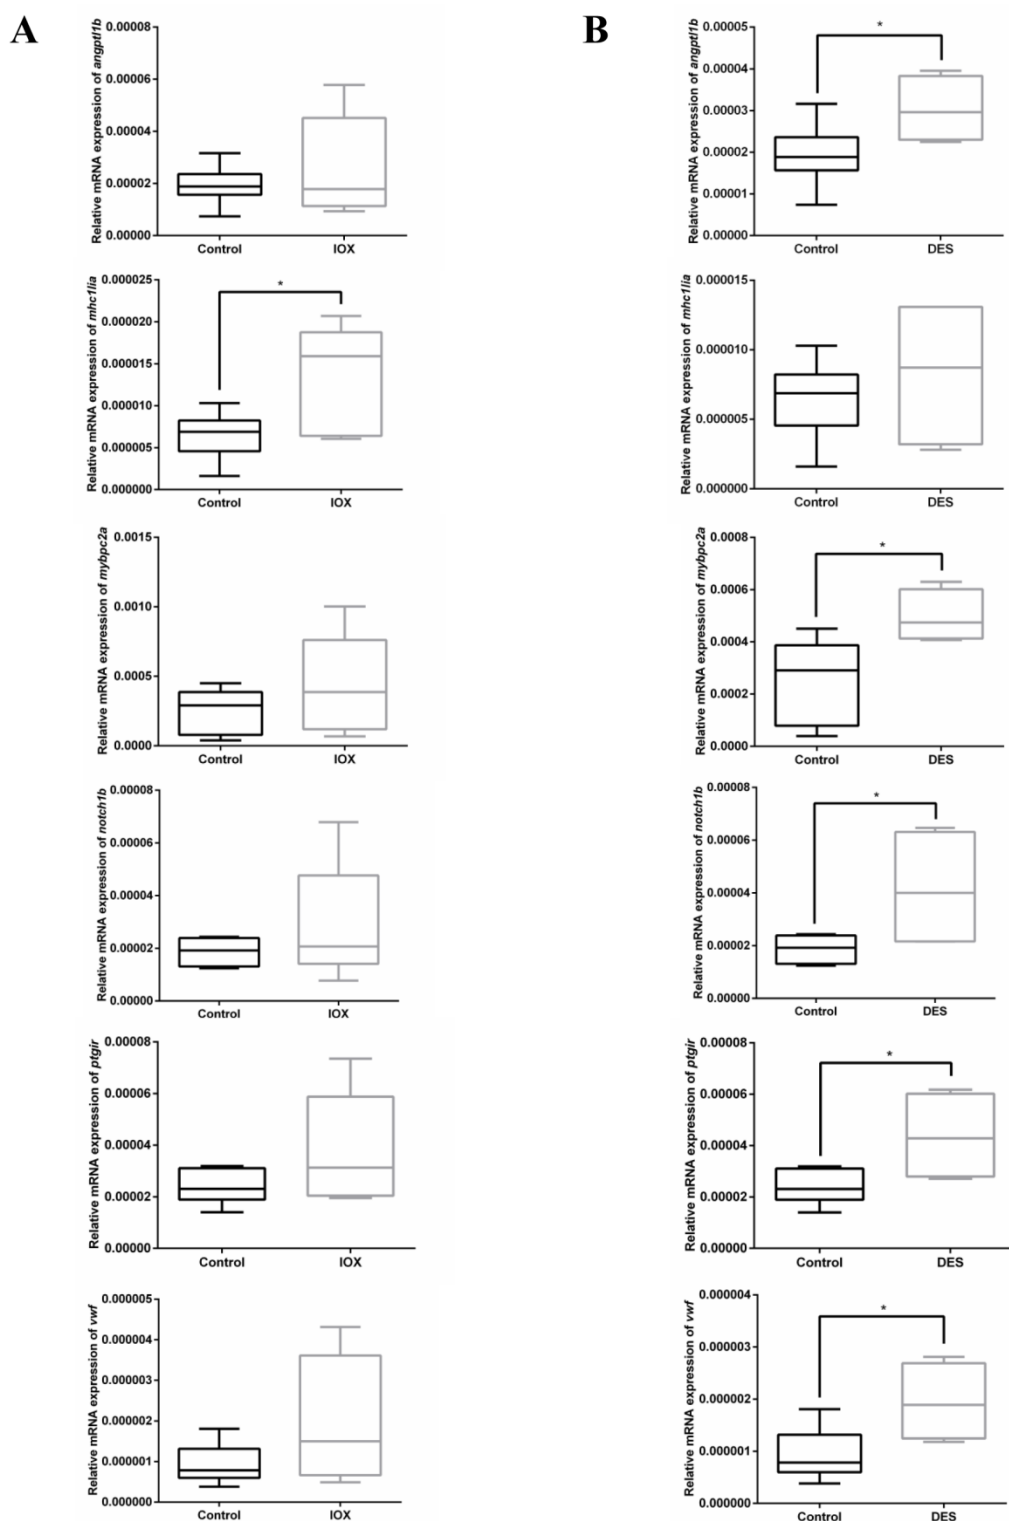 A
Relative mRNA expression of angptl1b
0.00008
0.00006
0.00004
0.00002
0.00000
Control
IOX
Relative mRNA expression of mhc1lia
0.000025
0.000020
0.000015
0.000010
0.000005
0.000000
*
Control
IOX
Relative mRNA expression of mybpc2a
0.0015
0.0010
0.0005
0.0000
Control
IOX
Relative mRNA expression of notch1b
0.00008
0.00006
0.00004
0.00002
0.00000
Control
IOX
Relative mRNA expression of ptgir
0.00008
0.00006
0.00004
0.00002
0.00000
Control
IOX
Relative mRNA expression of vwf
0.000005
0.000004
0.000003
0.000002
0.000001
0.000000
Control
IOX
B
Relative mRNA expression of angptl1b
0.00005
0.00004
0.00003
0.00002
0.00001
0.00000
*
Control
DES
Relative mRNA expression of mhc1lia
0.000015
0.000010
0.000005
0.000000
Control
DES
Relative mRNA expression of mybpc2a
0.0008
0.0006
0.0004
0.0002
0.0000
*
Control
DES
Relative mRNA expression of notch1b
0.00008
0.00006
0.00004
0.00002
0.00000
*
Control
DES
Relative mRNA expression of ptgir
0.00008
0.00006
0.00004
0.00002
0.00000
*
Control
DES
Relative mRNA expression of vwf
0.000004
0.000003
0.000002
0.000001
0.000000
*
Control
DES